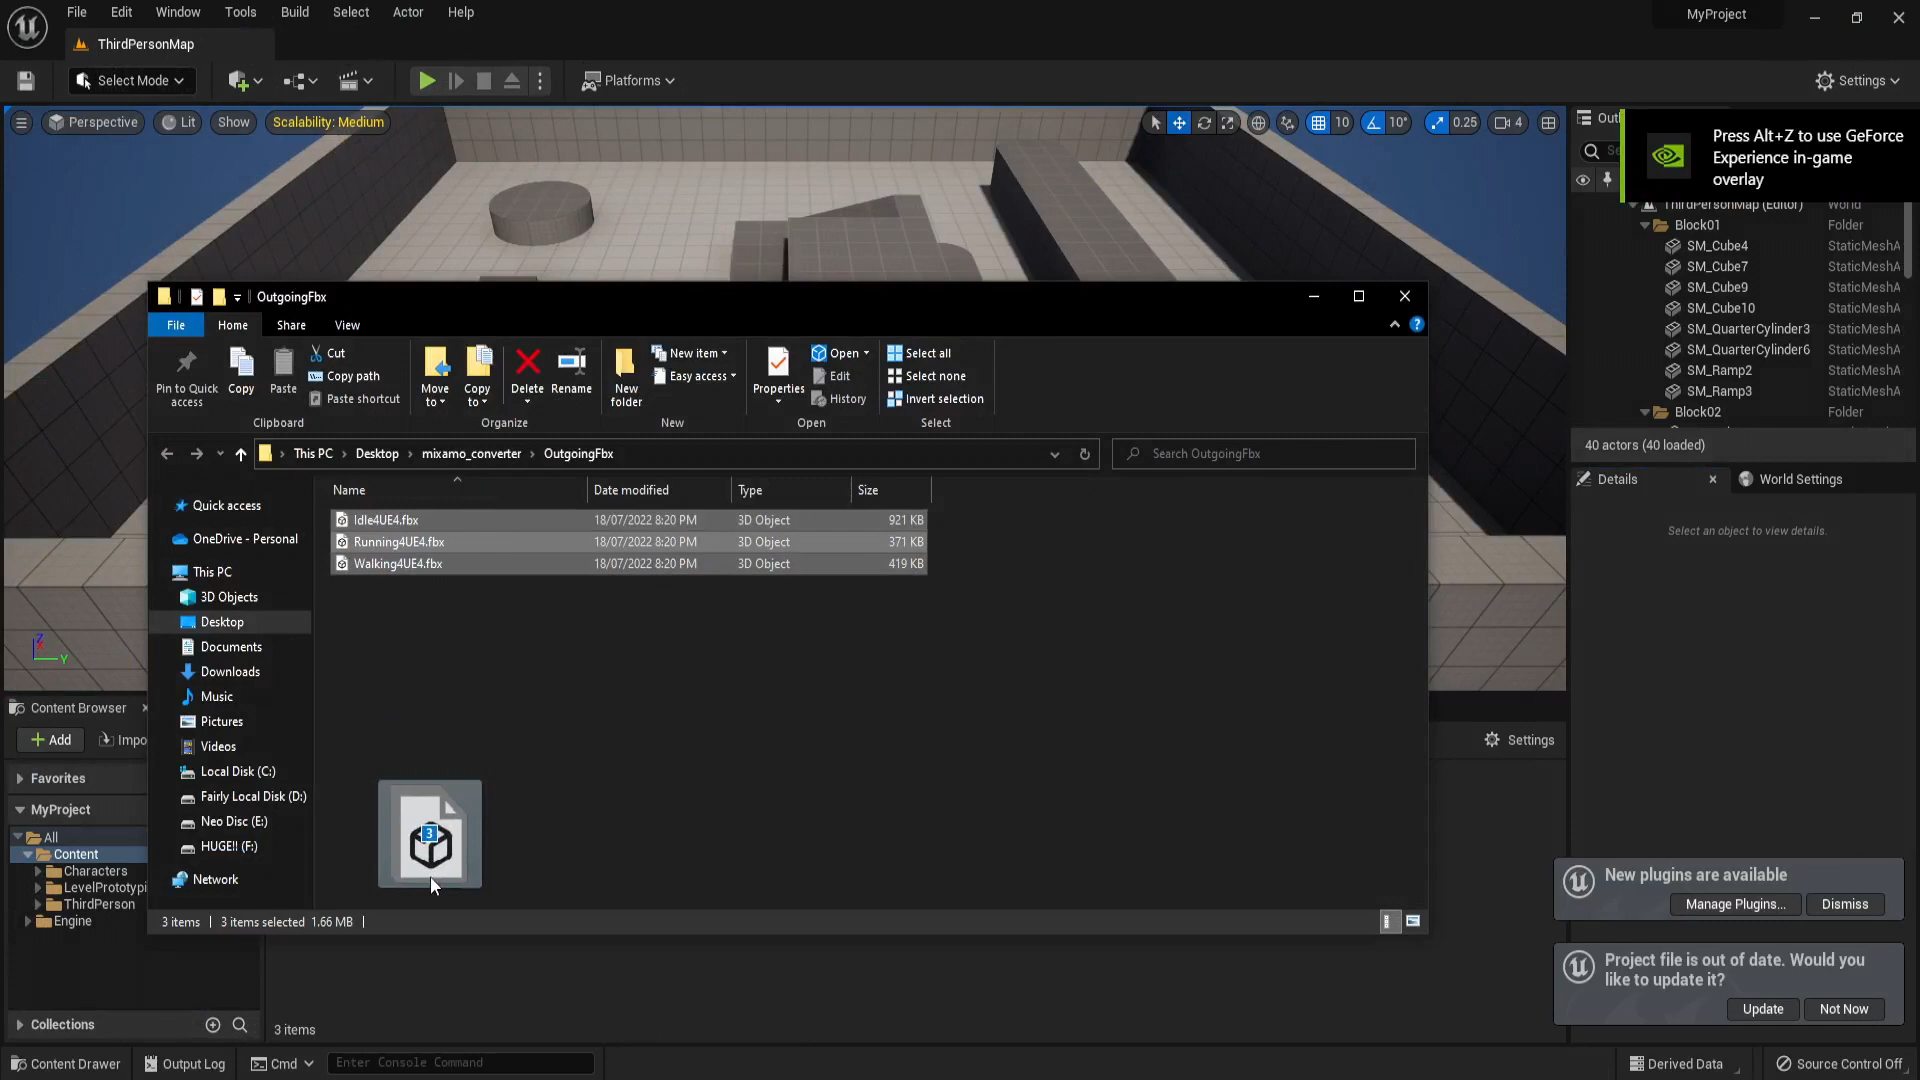 File Edit Window Tools Build Select Actor Help
MyProject
ThirdPersonMap
Select Mode
Platforms
Settings
Perspective Lit Show Scalability: Medium
10 10° 0.25 4
Press Alt+Z to use GeForce
Experience in-game
overlay
ThirdPersonMap (Editor) World
Block01 Folder
SM_Cube4 StaticMeshA
SM_Cube7 StaticMeshA
SM_Cube9 StaticMeshA
SM_Cube10 StaticMeshA
SM_QuarterCylinder3 StaticMeshA
SM_QuarterCylinder6 StaticMeshA
SM_Ramp2 StaticMeshA
SM_Ramp3 StaticMeshA
Block02 Folder
40 actors (40 loaded)
Details World Settings
Select an object to view details.
OutgoingFbx
File Home Share View
Pin to Quick
access
Copy
Paste
Cut
Copy path
Paste shortcut
Clipboard
Move
to
Copy
to
Delete
Rename
Organize
New
folder
New item
Easy access
New
Properties
Open
Edit
History
Open
Select all
Select none
Invert selection
Select
This PC Desktop mixamo_converter OutgoingFbx
Search OutgoingFbx
Name Date modified Type Size
Idle4UE4.fbx 18/07/2022 8:20 PM 3D Object 921 KB
Running4UE4.fbx 18/07/2022 8:20 PM 3D Object 371 KB
Walking4UE4.fbx 18/07/2022 8:20 PM 3D Object 419 KB
Quick access
OneDrive - Personal
This PC
3D Objects
Desktop
Documents
Downloads
Music
Pictures
Videos
Local Disk (C:)
Fairly Local Disk (D:)
Neo Disc (E:)
HUGE!! (F:)
Network
3
3 items 3 items selected 1.66 MB
Z
Y
Content Browser
Add
Settings
Favorites
MyProject
All
Content
Characters
LevelPrototypi
ThirdPerson
Engine
Collections
3 items
New plugins are available
Manage Plugins... Dismiss
Project file is out of date. Would you
like to update it?
Update Not Now
Content Drawer Output Log Cmd Enter Console Command
Derived Data Source Control Off